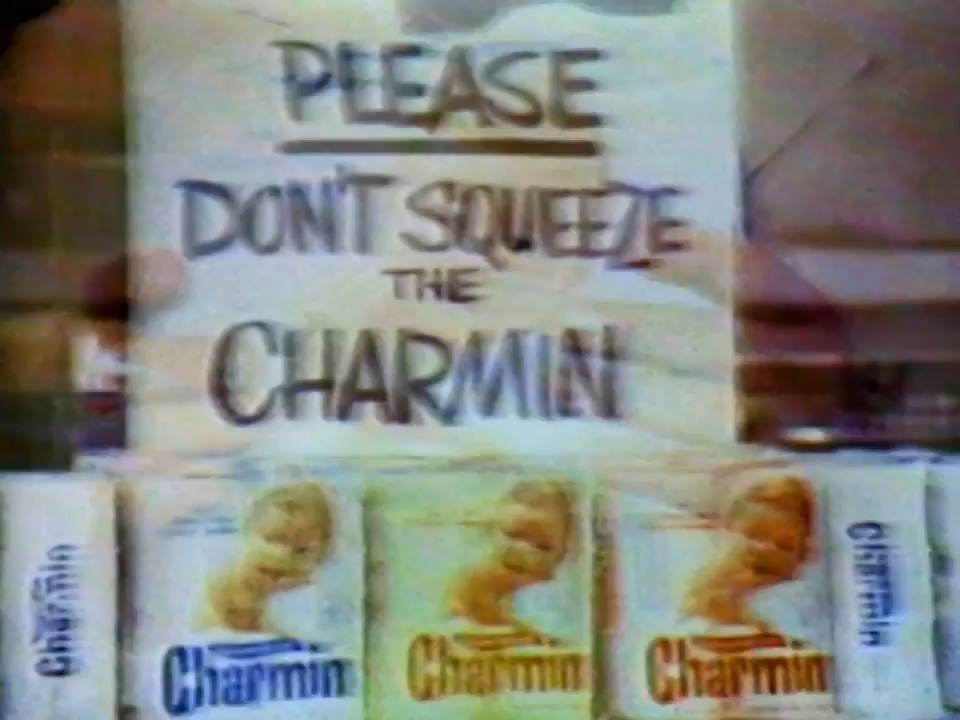 PLEASE
DON'T SQUEEZE
THE
CHARMIN
Charmin
Charmin
Charmin
Charmin
Charmin